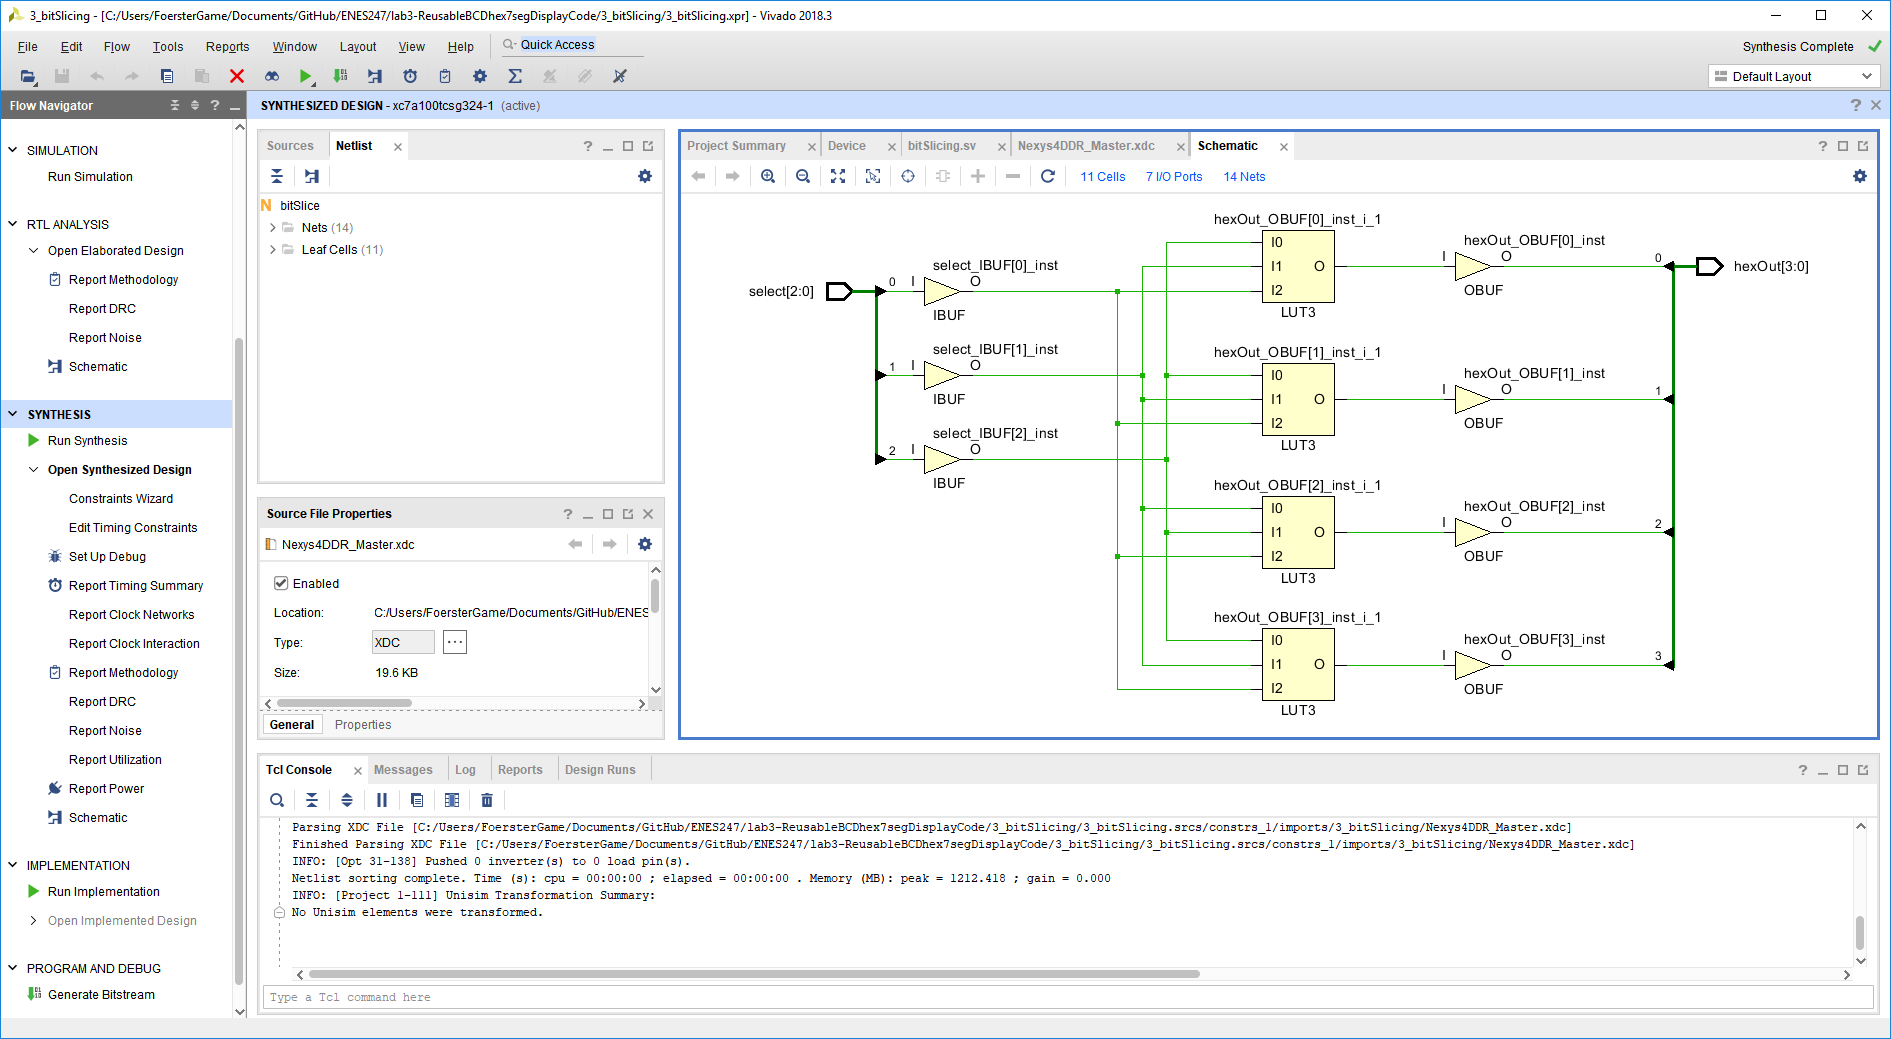 3_bitSlicing - [C:/Users/FoersterGame/Documents/GitHub/ENES247/lab3-ReusableBCDhex7segDisplayCode/3_bitSlicing/3_bitSlicing.xpr] - Vivado 2018.3
File Edit Flow Tools Reports Window Layout View Help Quick Access Synthesis Complete
Default Layout
Flow Navigator
SIMULATION
Run Simulation
RTL ANALYSIS
Open Elaborated Design
Report Methodology
Report DRC
Report Noise
Schematic
SYNTHESIS
Run Synthesis
Open Synthesized Design
Constraints Wizard
Edit Timing Constraints
Set Up Debug
Report Timing Summary
Report Clock Networks
Report Clock Interaction
Report Methodology
Report DRC
Report Noise
Report Utilization
Report Power
Schematic
IMPLEMENTATION
Run Implementation
Open Implemented Design
PROGRAM AND DEBUG
Generate Bitstream
SYNTHESIZED DESIGN - xc7a100tcsg324-1 (active)
Sources Netlist
bitSlice
Nets (14)
Leaf Cells (11)
Source File Properties
Nexys4DDR_Master.xdc
Enabled
Location: C:/Users/FoersterGame/Documents/GitHub/ENES
Type: XDC
Size: 19.6 KB
General Properties
Project Summary Device bitSlicing.sv Nexys4DDR_Master.xdc Schematic
11 Cells 7 I/O Ports 14 Nets
select[2:0]
0 I O
select_IBUF[0]_inst
IBUF
1 I O
select_IBUF[1]_inst
IBUF
2 I O
select_IBUF[2]_inst
IBUF
hexOut_OBUF[0]_inst_i_1
I0
I1 O
I2
LUT3
hexOut_OBUF[1]_inst_i_1
I0
I1 O
I2
LUT3
hexOut_OBUF[2]_inst_i_1
I0
I1 O
I2
LUT3
hexOut_OBUF[3]_inst_i_1
I0
I1 O
I2
LUT3
hexOut_OBUF[0]_inst
I O 0
OBUF
hexOut_OBUF[1]_inst
I O 1
OBUF
hexOut_OBUF[2]_inst
I O 2
OBUF
hexOut_OBUF[3]_inst
I O 3
OBUF
hexOut[3:0]
Tcl Console Messages Log Reports Design Runs
Parsing XDC File [C:/Users/FoersterGame/Documents/GitHub/ENES247/lab3-ReusableBCDhex7segDisplayCode/3_bitSlicing/3_bitSlicing.srcs/constrs_1/imports/3_bitSlicing/Nexys4DDR_Master.xdc]
Finished Parsing XDC File [C:/Users/FoersterGame/Documents/GitHub/ENES247/lab3-ReusableBCDhex7segDisplayCode/3_bitSlicing/3_bitSlicing.srcs/constrs_1/imports/3_bitSlicing/Nexys4DDR_Master.xdc]
INFO: [Opt 31-138] Pushed 0 inverter(s) to 0 load pin(s).
Netlist sorting complete. Time (s): cpu = 00:00:00 ; elapsed = 00:00:00 . Memory (MB): peak = 1212.418 ; gain = 0.000
INFO: [Project 1-111] Unisim Transformation Summary:
No Unisim elements were transformed.
Type a Tcl command here